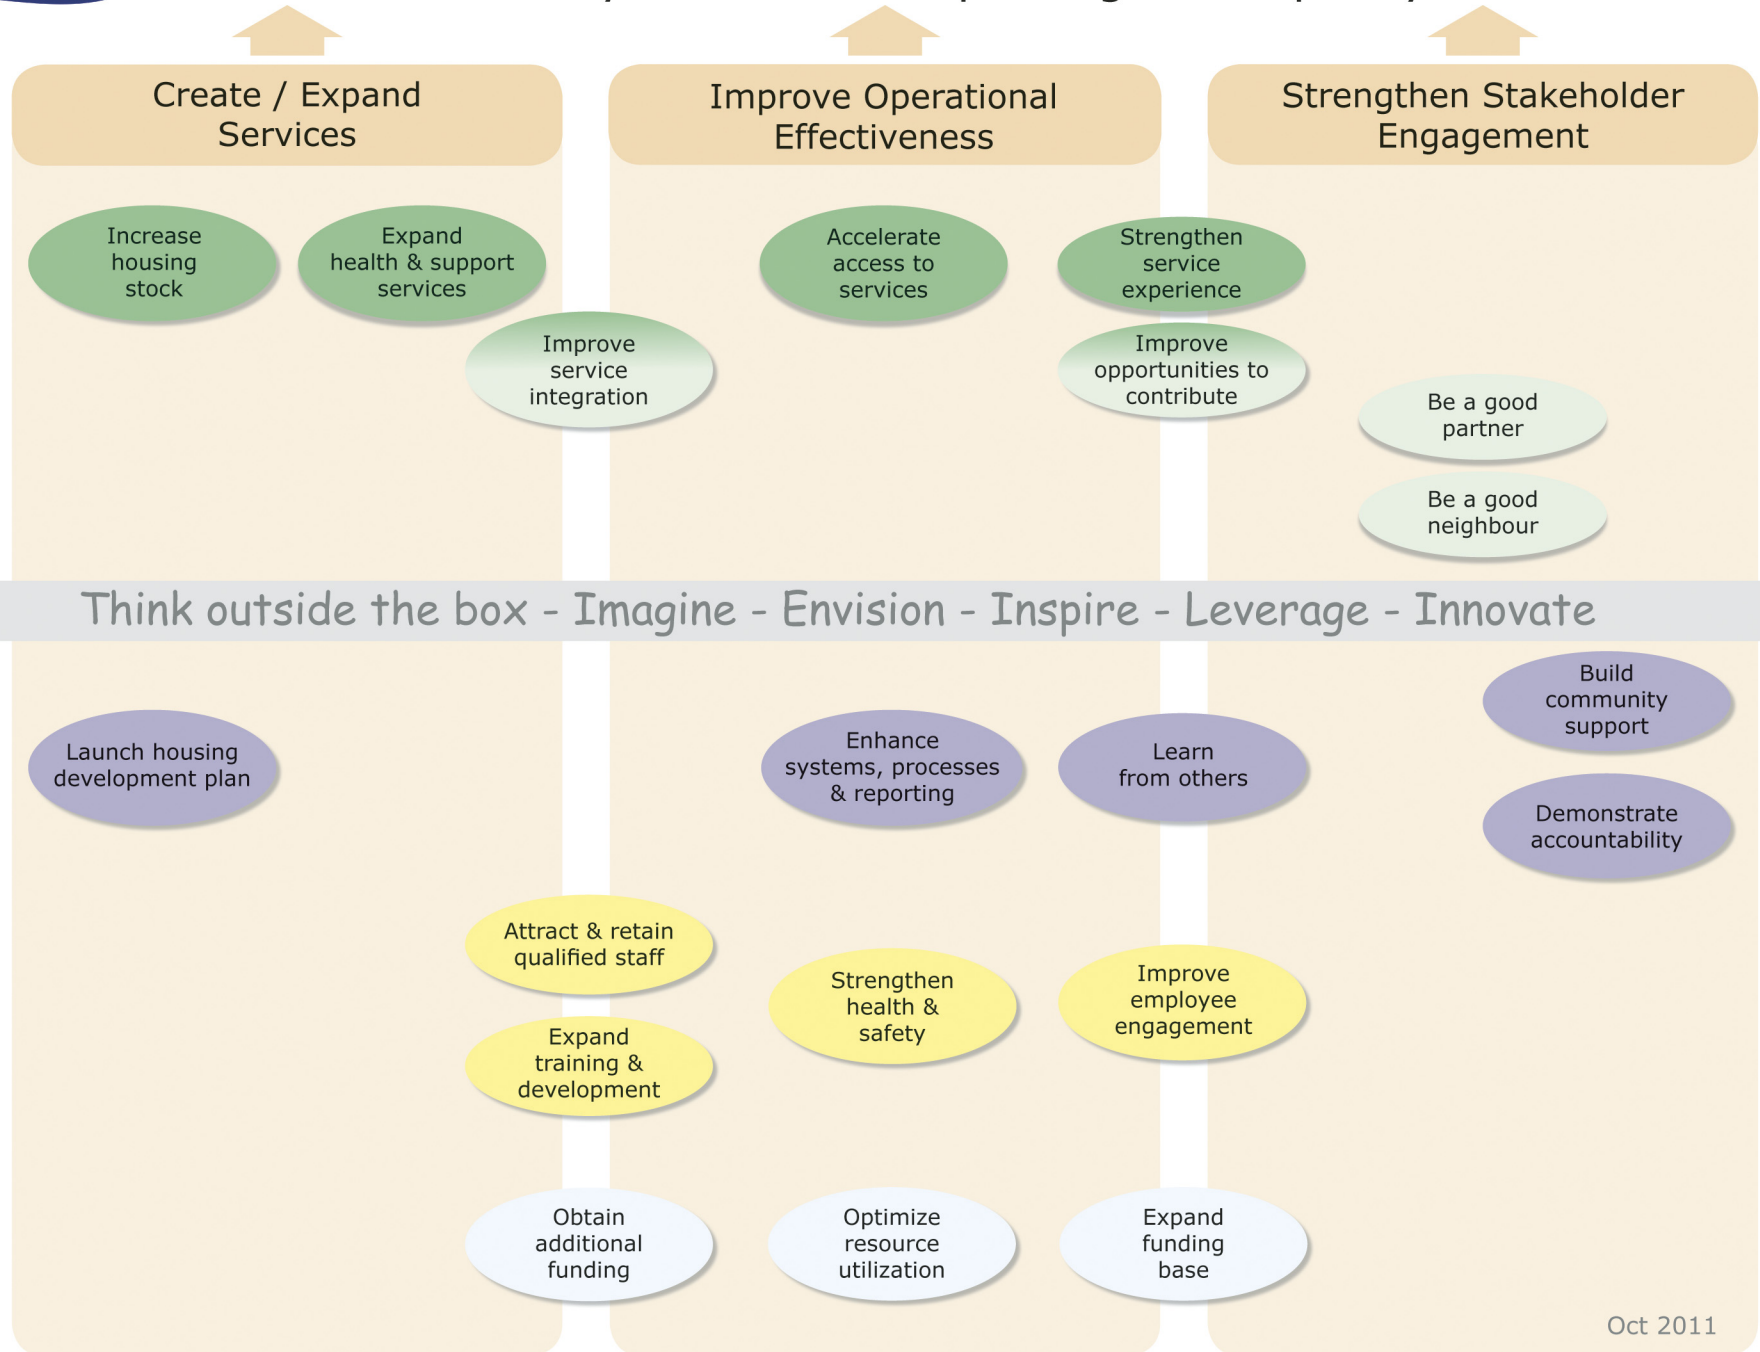 Create / Expand
Services
Improve Operational
Effectiveness
Strengthen Stakeholder
Engagement
Increase
housing
stock
Expand
health & support
services
Accelerate
access to
services
Strengthen
service
experience
Improve
service
integration
Improve
opportunities to
contribute
Be a good
partner
Be a good
neighbour
Think outside the box - Imagine - Envision - Inspire - Leverage - Innovate
Build
community
support
Launch housing
development plan
Enhance
systems, processes
& reporting
Learn
from others
Demonstrate
accountability
Attract & retain
qualified staff
Strengthen
health &
safety
Improve
employee
engagement
Expand
training &
development
Obtain
additional
funding
Optimize
resource
utilization
Expand
funding
base
Oct 2011